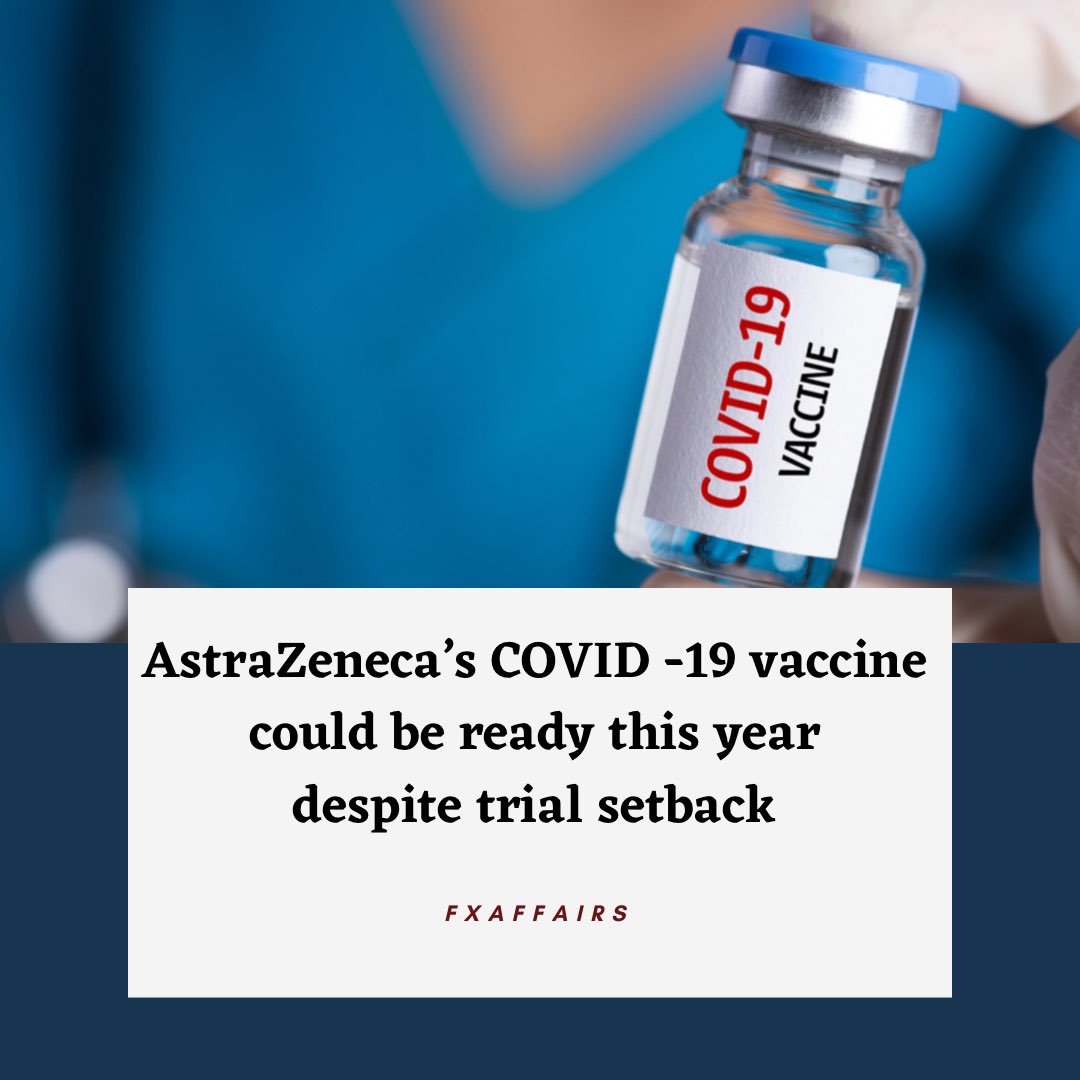 COVID-19
VACCINE
AstraZeneca’s COVID -19 vaccine
could be ready this year
despite trial setback
FXAFFAIRS